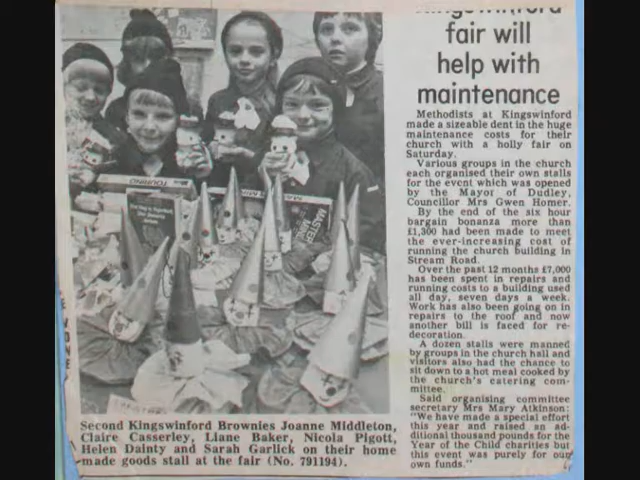 Kingswinford
fair will
help with
maintenance
Methodists at Kingswinford
made a sizeable dent in the huge
maintenance costs for their
church with a holly fair on
Saturday.
Various groups in the church
each organised their own stalls
for the event which was opened
by the Mayor of Dudley,
Councillor Mrs Gwen Homer.
By the end of the six hour
bargain bonanza more than
£1,300 had been made to meet
the ever-increasing cost of
running the church building in
Stream Road.
Over the past 12 months £7,000
has been spent in repairs and
running costs to a building used
all day, seven days a week.
Work has also been going on in
repairs to the roof and now
another bill is faced for re-
decoration.
A dozen stalls were manned
by groups in the church hall and
visitors also had the chance to
sit down to a hot meal cooked by
the church's catering com-
mittee.
Said organising committee
secretary Mrs Mary Atkinson:
"We have made a special effort
this year and raised an ad-
ditional thousand pounds for the
Year of the Child charities but
this event was purely for our
own funds."
Second Kingswinford Brownies Joanne Middleton,
Claire Casserley, Liane Baker, Nicola Pigott,
Helen Dainty and Sarah Garlick on their home
made goods stall at the fair (No. 791194).